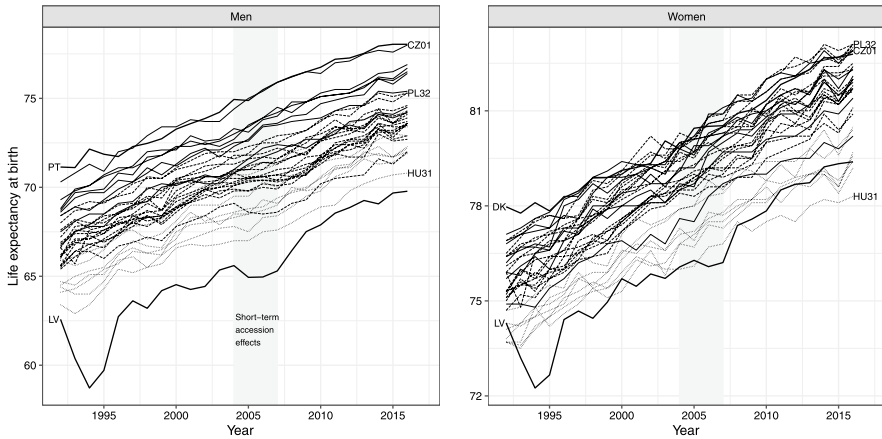 Men
Women
Life expectancy at birth
75
70
65
60
PT
LV
CZ01
PL32
HU31
Short−term
accession
effects
1995
2000
2005
2010
2015
Year
81
78
75
72
DK
LV
PL32
CZ01
HU31
1995
2000
2005
2010
2015
Year